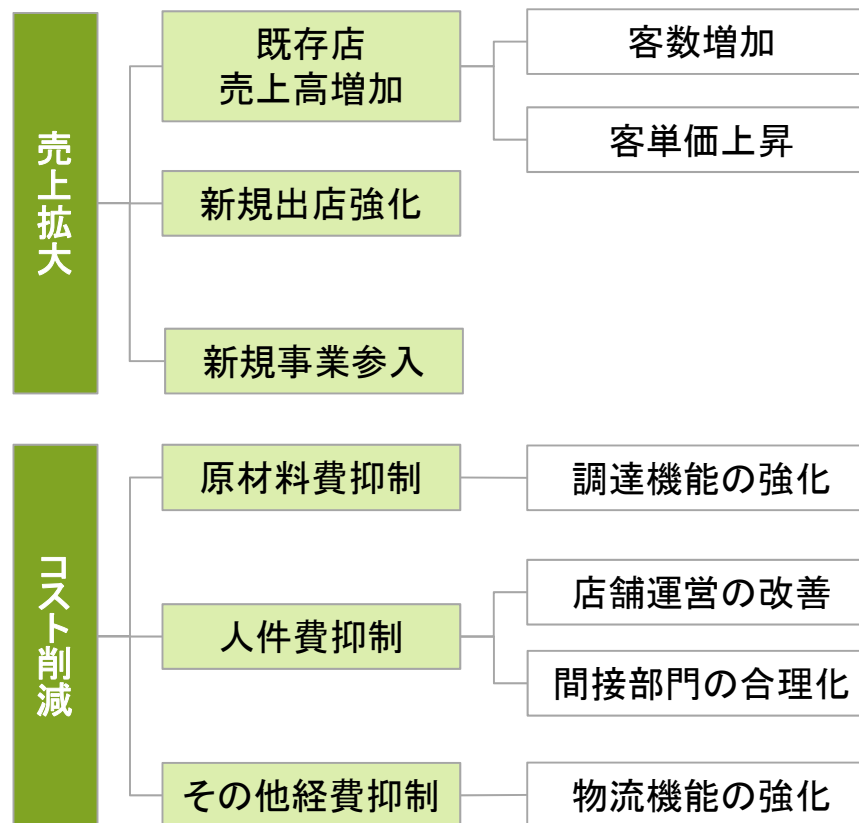 売上拡大
既存店
売上高増加
客数増加
客単価上昇
新規出店強化
新規事業参入
コスト削減
原材料費抑制
調達機能の強化
人件費抑制
店舗運営の改善
間接部門の合理化
その他経費抑制
物流機能の強化